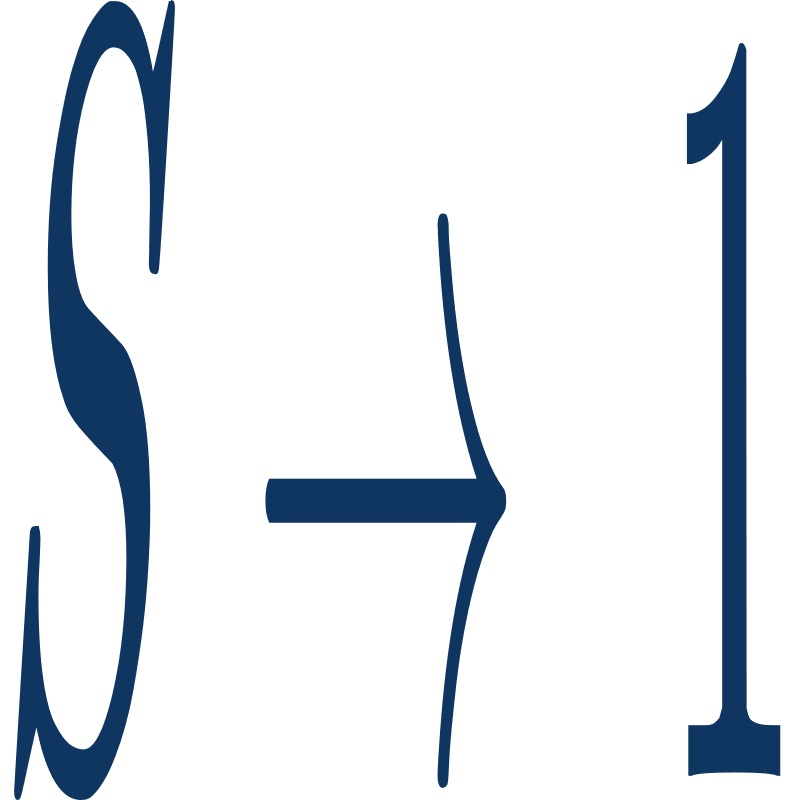 S → 1